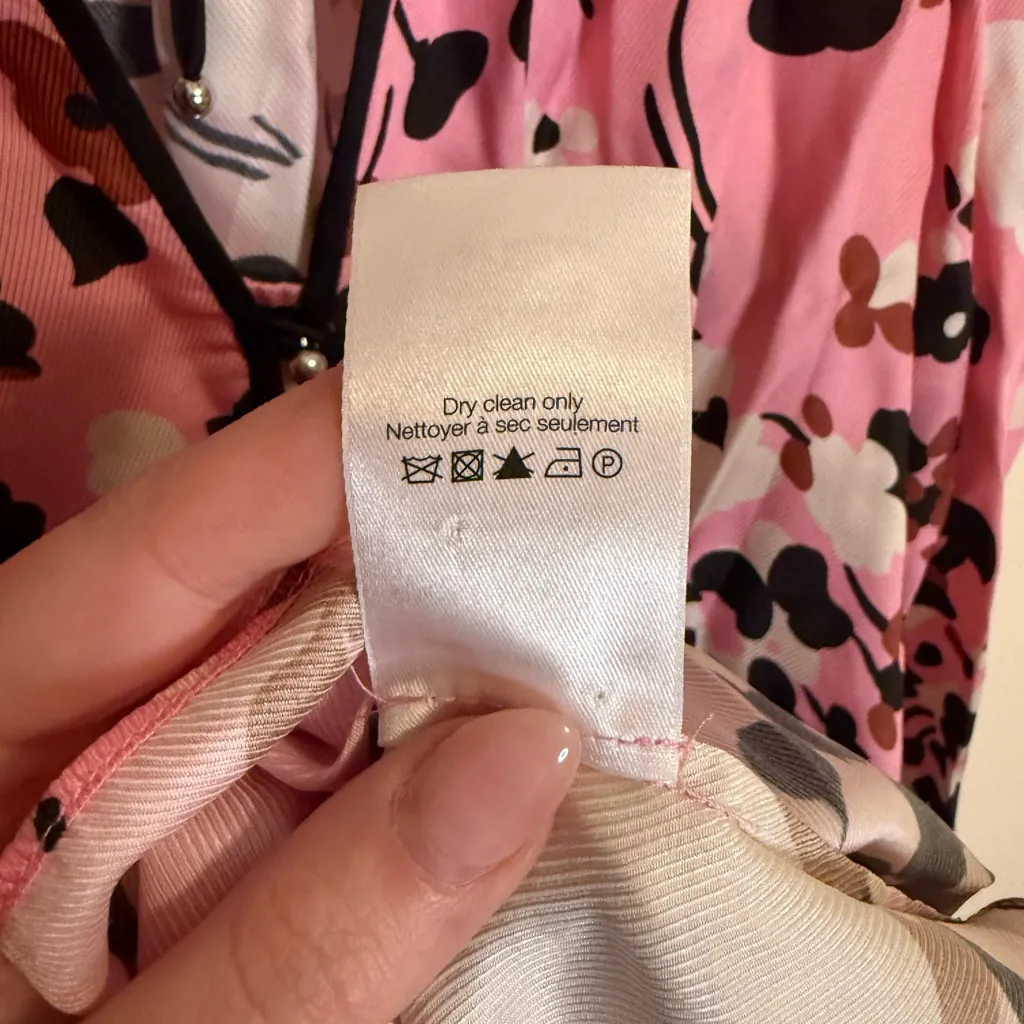 Dry clean only
Nettoyer à sec seulement
P